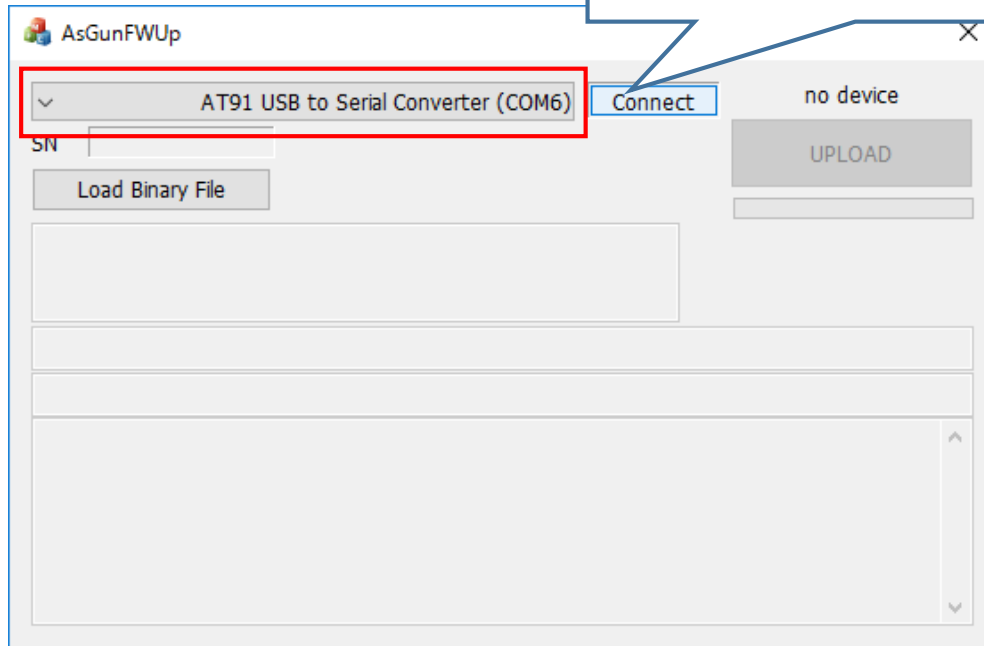 AsGunFWUp
AT91 USB to Serial Converter (COM6)
Connect
no device
SN
UPLOAD
Load Binary File